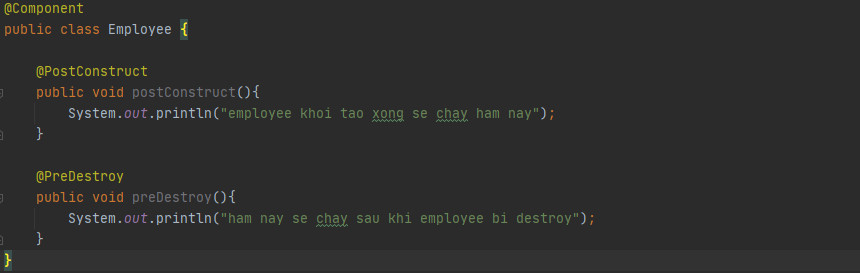 @Component
public class Employee {
@PostConstruct
public void postConstruct(){
System.out.println("employee khoi tao xong se chay ham nay");
}
@PreDestroy
public void preDestroy(){
System.out.println("ham nay se chay sau khi employee bi destroy");
}
}